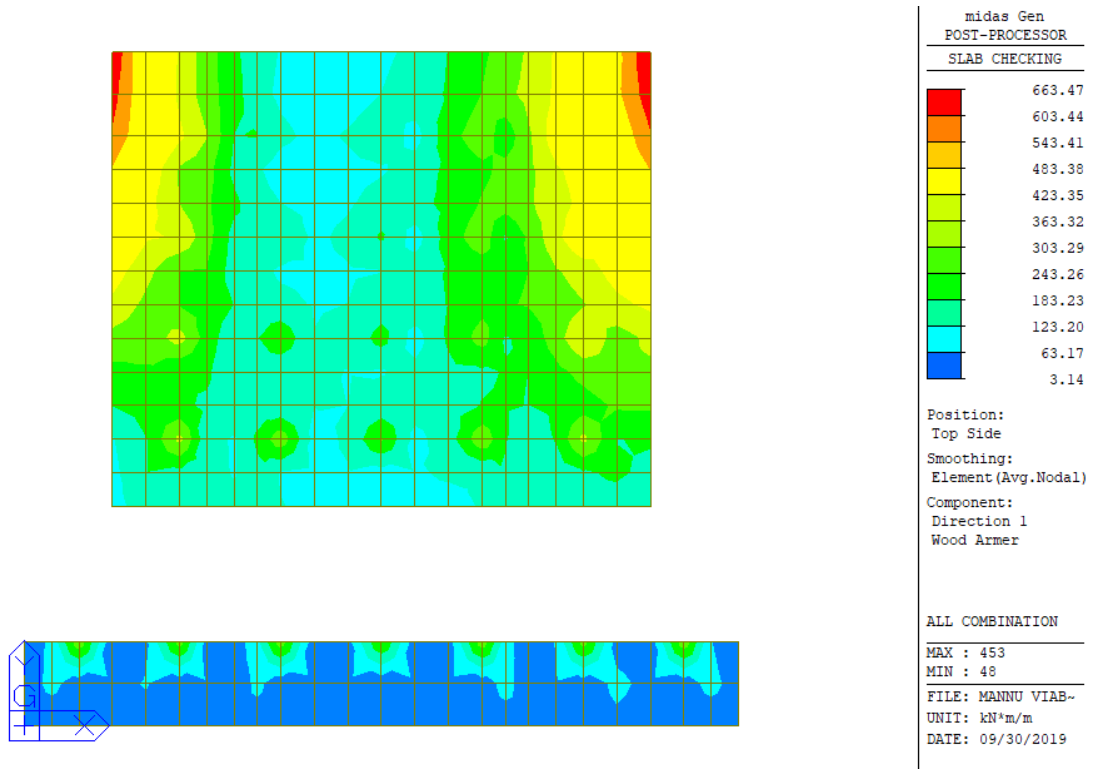 midas Gen
POST-PROCESSOR
SLAB CHECKING
663.47
603.44
543.41
483.38
423.35
363.32
303.29
243.26
183.23
123.20
63.17
3.14
Position:
Top Side
Smoothing:
Element(Avg.Nodal)
Component:
Direction 1
Wood Armer
ALL COMBINATION
MAX : 453
MIN : 48
FILE: MANNU VIAB~
UNIT: kN*m/m
DATE: 09/30/2019
Y
G
X